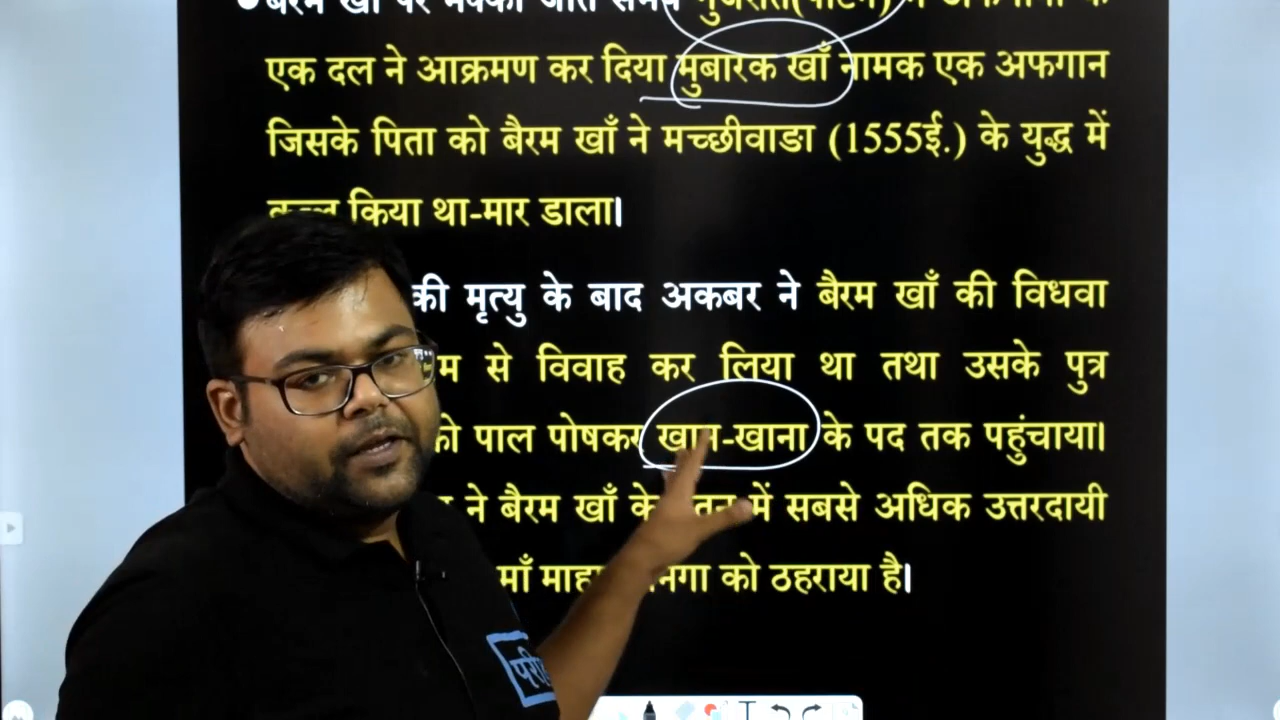 एक दल ने आक्रमण कर दिया मुबारक खाँ नामक एक अफगान
जिसके पिता को बैरम खाँ ने मच्छीवाङा (1555ई.) के युद्ध में
किया था-मार डाला।
की मृत्यु के बाद अकबर ने बैरम खाँ की विधवा
से विवाह कर लिया था तथा उसके पुत्र
पाल पोषकर खान-खाना के पद तक पहुंचाया।
ने बैरम खाँ के में सबसे अधिक उत्तरदायी
माँ को ठहराया है।